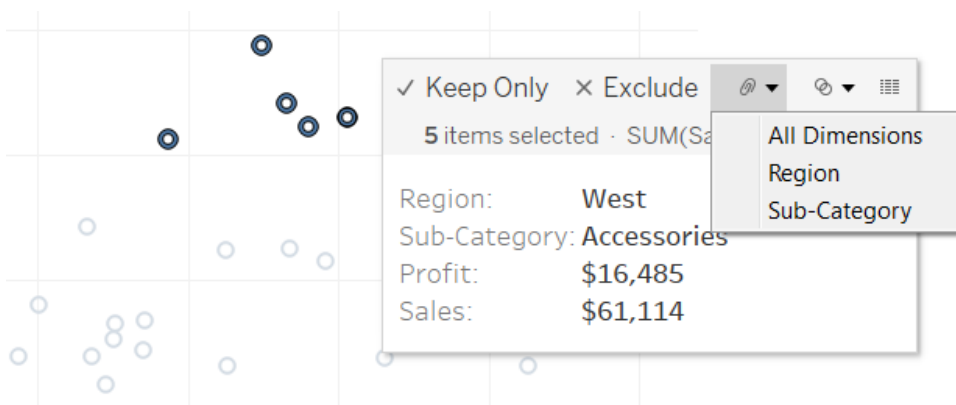 ✓ Keep Only × Exclude
5 items selected · SUM(Sa
All Dimensions
Region
Sub-Category
Region: West
Sub-Category: Accessories
Profit: $16,485
Sales: $61,114